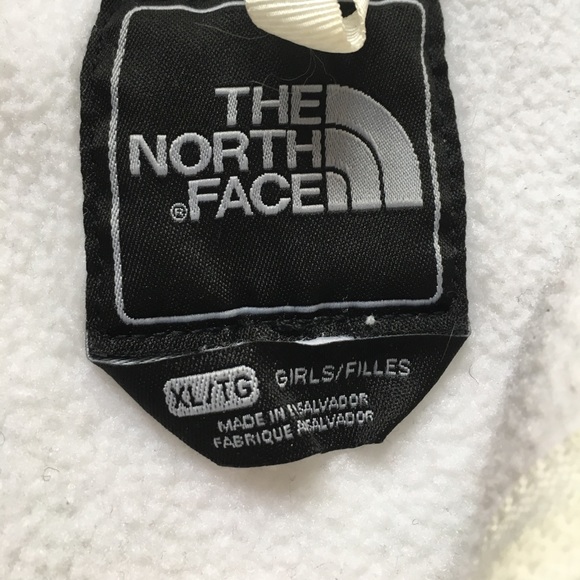 THE
NORTH
® FACE
XL/TG GIRLS/FILLES
MADE IN SALVADOR
FABRIQUE SALVADOR